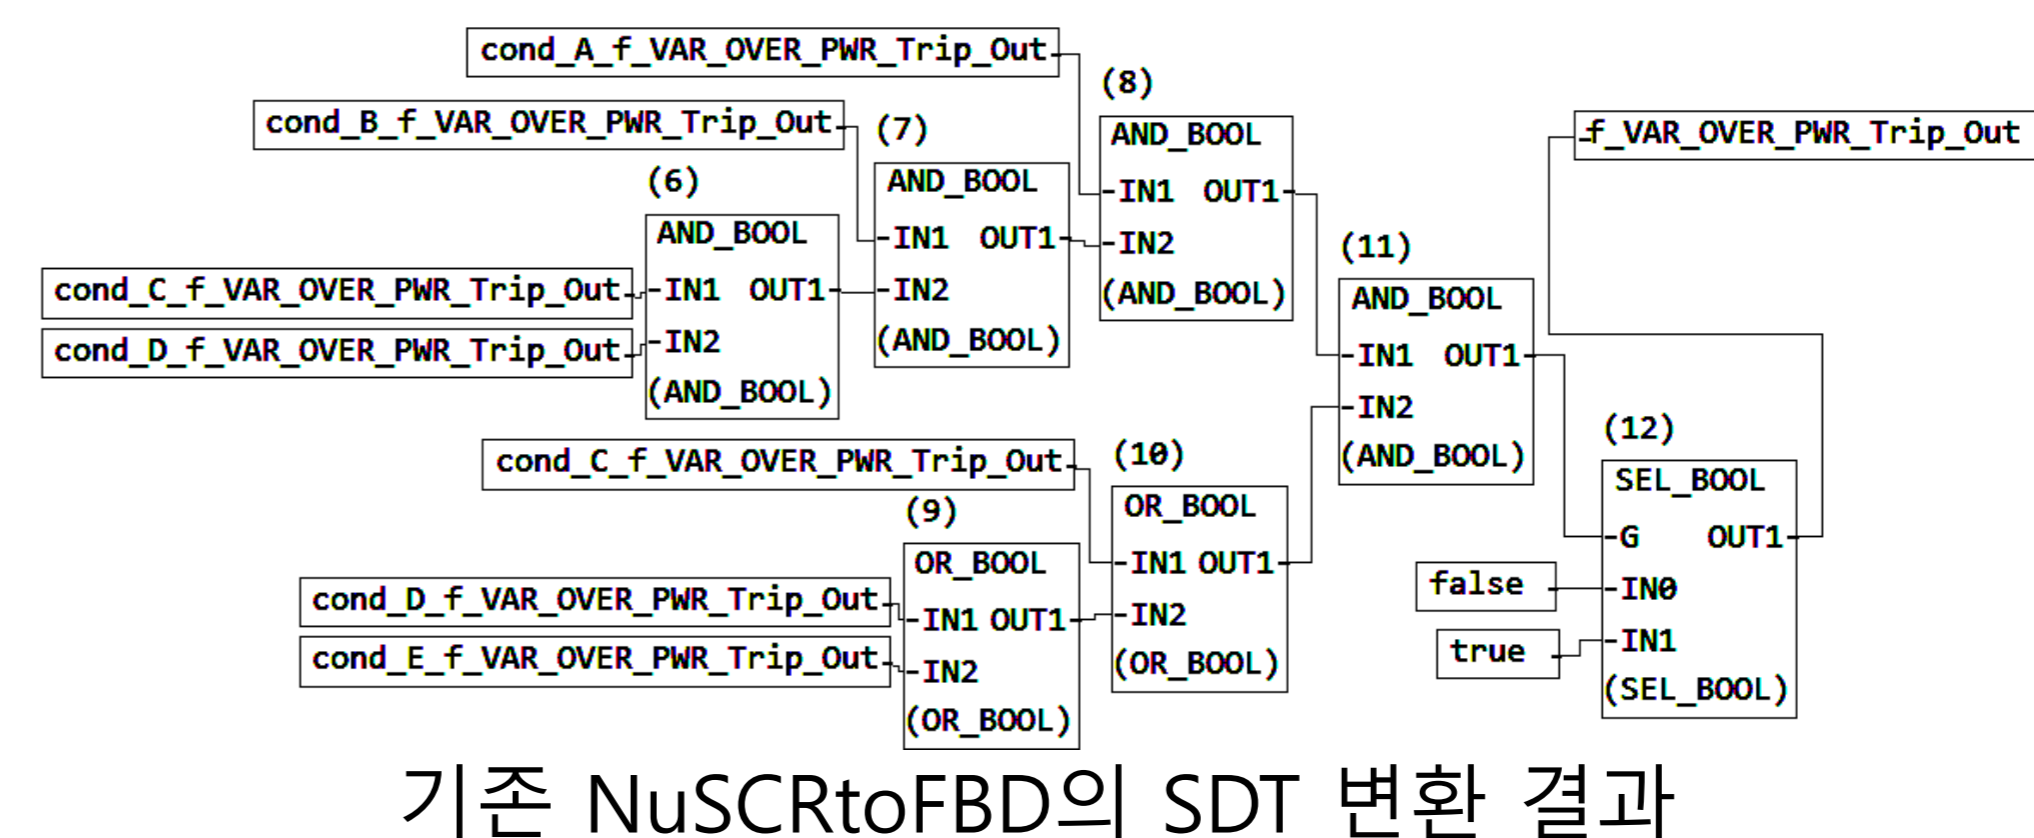 cond_A_f_VAR_OVER_PWR_Trip_Out
(8)
cond_B_f_VAR_OVER_PWR_Trip_Out
(7)
AND_BOOL
f_VAR_OVER_PWR_Trip_Out
(6)
AND_BOOL
IN1 OUT1
AND_BOOL
IN1 OUT1
IN2
(11)
cond_C_f_VAR_OVER_PWR_Trip_Out
IN1 OUT1
IN2
(AND_BOOL)
AND_BOOL
cond_D_f_VAR_OVER_PWR_Trip_Out
IN2
(AND_BOOL)
IN1 OUT1
(AND_BOOL)
IN2
cond_C_f_VAR_OVER_PWR_Trip_Out
(10)
(AND_BOOL)
(12)
(9)
OR_BOOL
SEL_BOOL
OR_BOOL
IN1 OUT1
G OUT1
cond_D_f_VAR_OVER_PWR_Trip_Out
IN1 OUT1
IN2
false
IN0
cond_E_f_VAR_OVER_PWR_Trip_Out
IN2
(OR_BOOL)
true
IN1
(OR_BOOL)
(SEL_BOOL)
기존 NuSCRtoFBD의 SDT 변환 결과